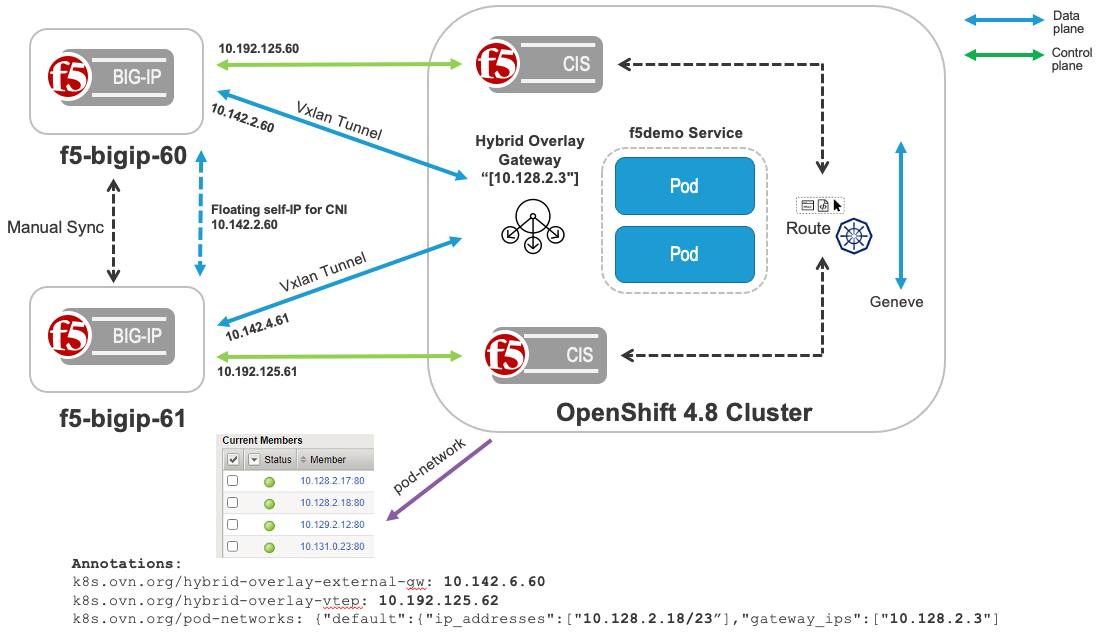 Data
plane
Control
plane
10.192.125.60
f5
BIG-IP
f5
CIS
10.142.2.60
Vxlan Tunnel
f5-bigip-60
Hybrid Overlay
Gateway
“[10.128.2.3"]
f5demo Service
Pod
Manual Sync
Floating self-IP for CNI
10.142.2.60
Route
Pod
Vxlan Tunnel
Geneve
10.142.4.61
f5
BIG-IP
f5
CIS
10.192.125.61
f5-bigip-61
OpenShift 4.8 Cluster
pod-network
Current Members
Status Member
10.128.2.17:80
10.128.2.18:80
10.129.2.12:80
10.131.0.23:80
Annotations:
k8s.ovn.org/hybrid-overlay-external-gw: 10.142.6.60
k8s.ovn.org/hybrid-overlay-vtep: 10.192.125.62
k8s.ovn.org/pod-networks: {"default":{"ip_addresses":["10.128.2.18/23″],"gateway_ips":["10.128.2.3"]